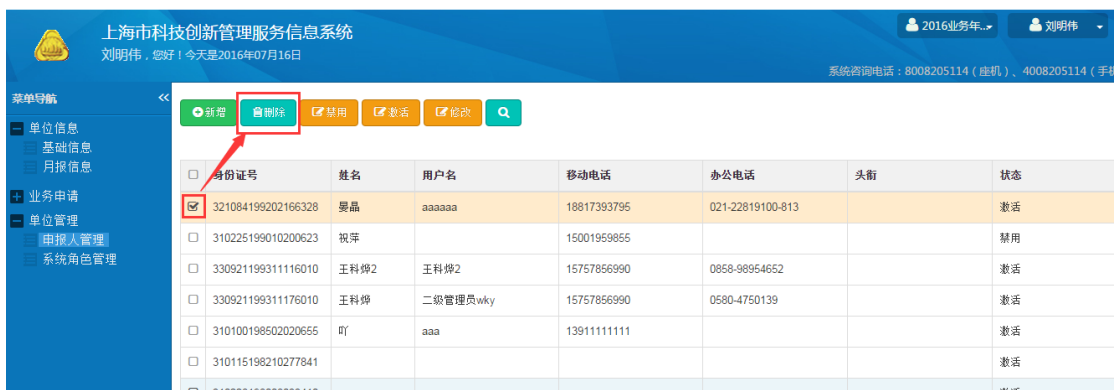 上海市科技创新管理服务信息系统
刘明伟，您好！今天是2016年07月16日
2016业务年... 刘明伟
系统咨询电话：8008205114（座机）、4008205114（手机
菜单导航 «
单位信息
基础信息
月报信息
业务申请
单位管理
申报人管理
系统角色管理
新增 删除 禁用 激活 修改
身份证号 姓名 用户名 移动电话 办公电话 头衔 状态
321084199202166328 晏晶 aaaaaa 18817393795 021-22819100-813 激活
310225199010200623 祝萍 15001959855 禁用
330921199311116010 王科烨2 王科烨2 15757856990 0858-98954652 激活
330921199311176010 王科烨 二级管理员wky 15757856990 0580-4750139 激活
310100198502020655 吖 aaa 13911111111 激活
310115198210277841 激活